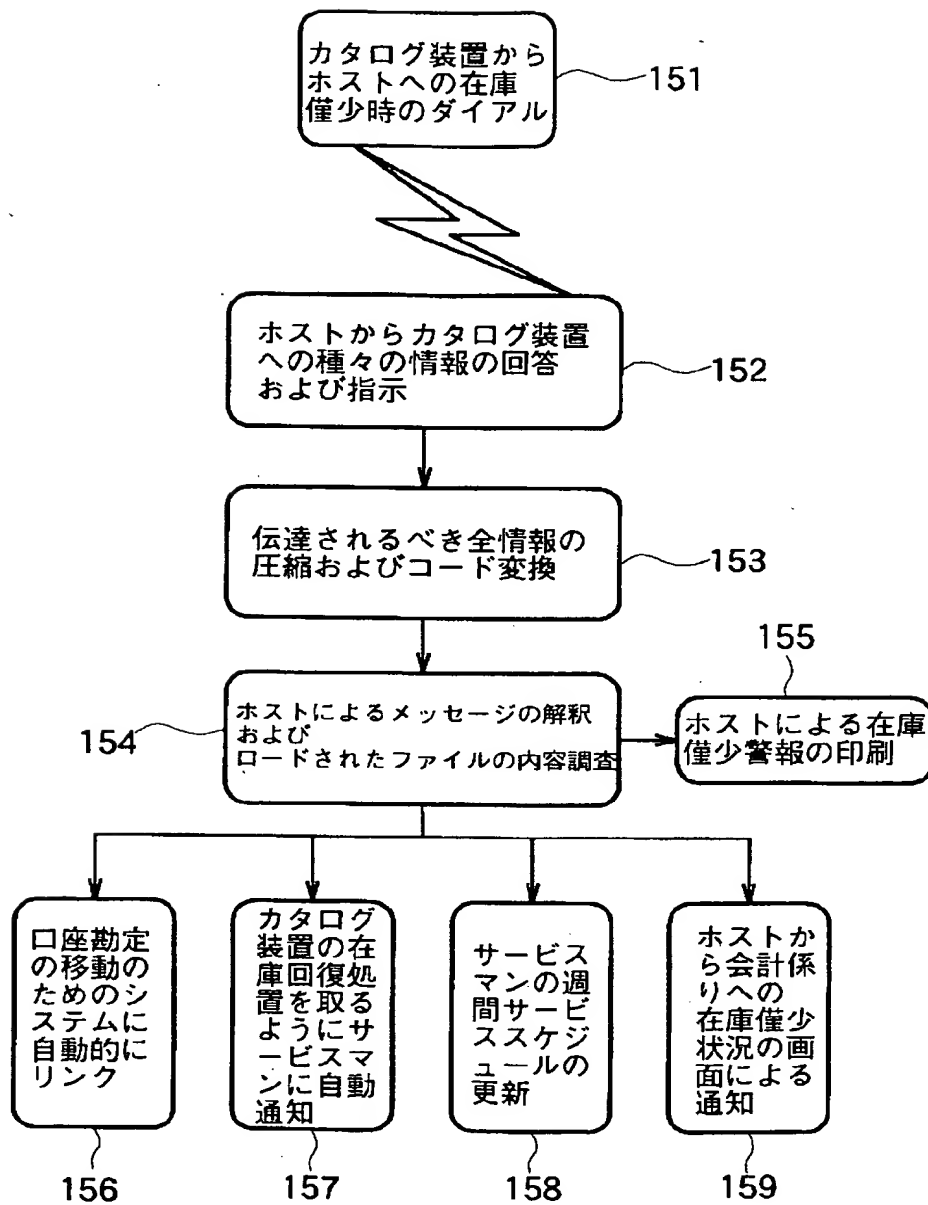 カタログ装置から
ホストへの在庫
僅少時のダイアル
151
ホストからカタログ装置
への種々の情報の回答
および指示
152
伝達されるべき全情報の
圧縮およびコード変換
153
155
ホストによるメッセージの解釈
および
ロードされたファイルの内容調査
154
ホストによる在庫
僅少警報の印刷
口座勘定
の移動の
ためのシ
ステムに
自動的に
リンク
カタログ
装置の在
庫回復処
置を取る
ようにサ
ービスマ
ンに自動
通知
サービス
マンの週
間サービ
ススケジ
ュールの
更新
ホストか
ら会計係
りへの
在庫僅少
状況の画
面による
通知
156
157
158
159